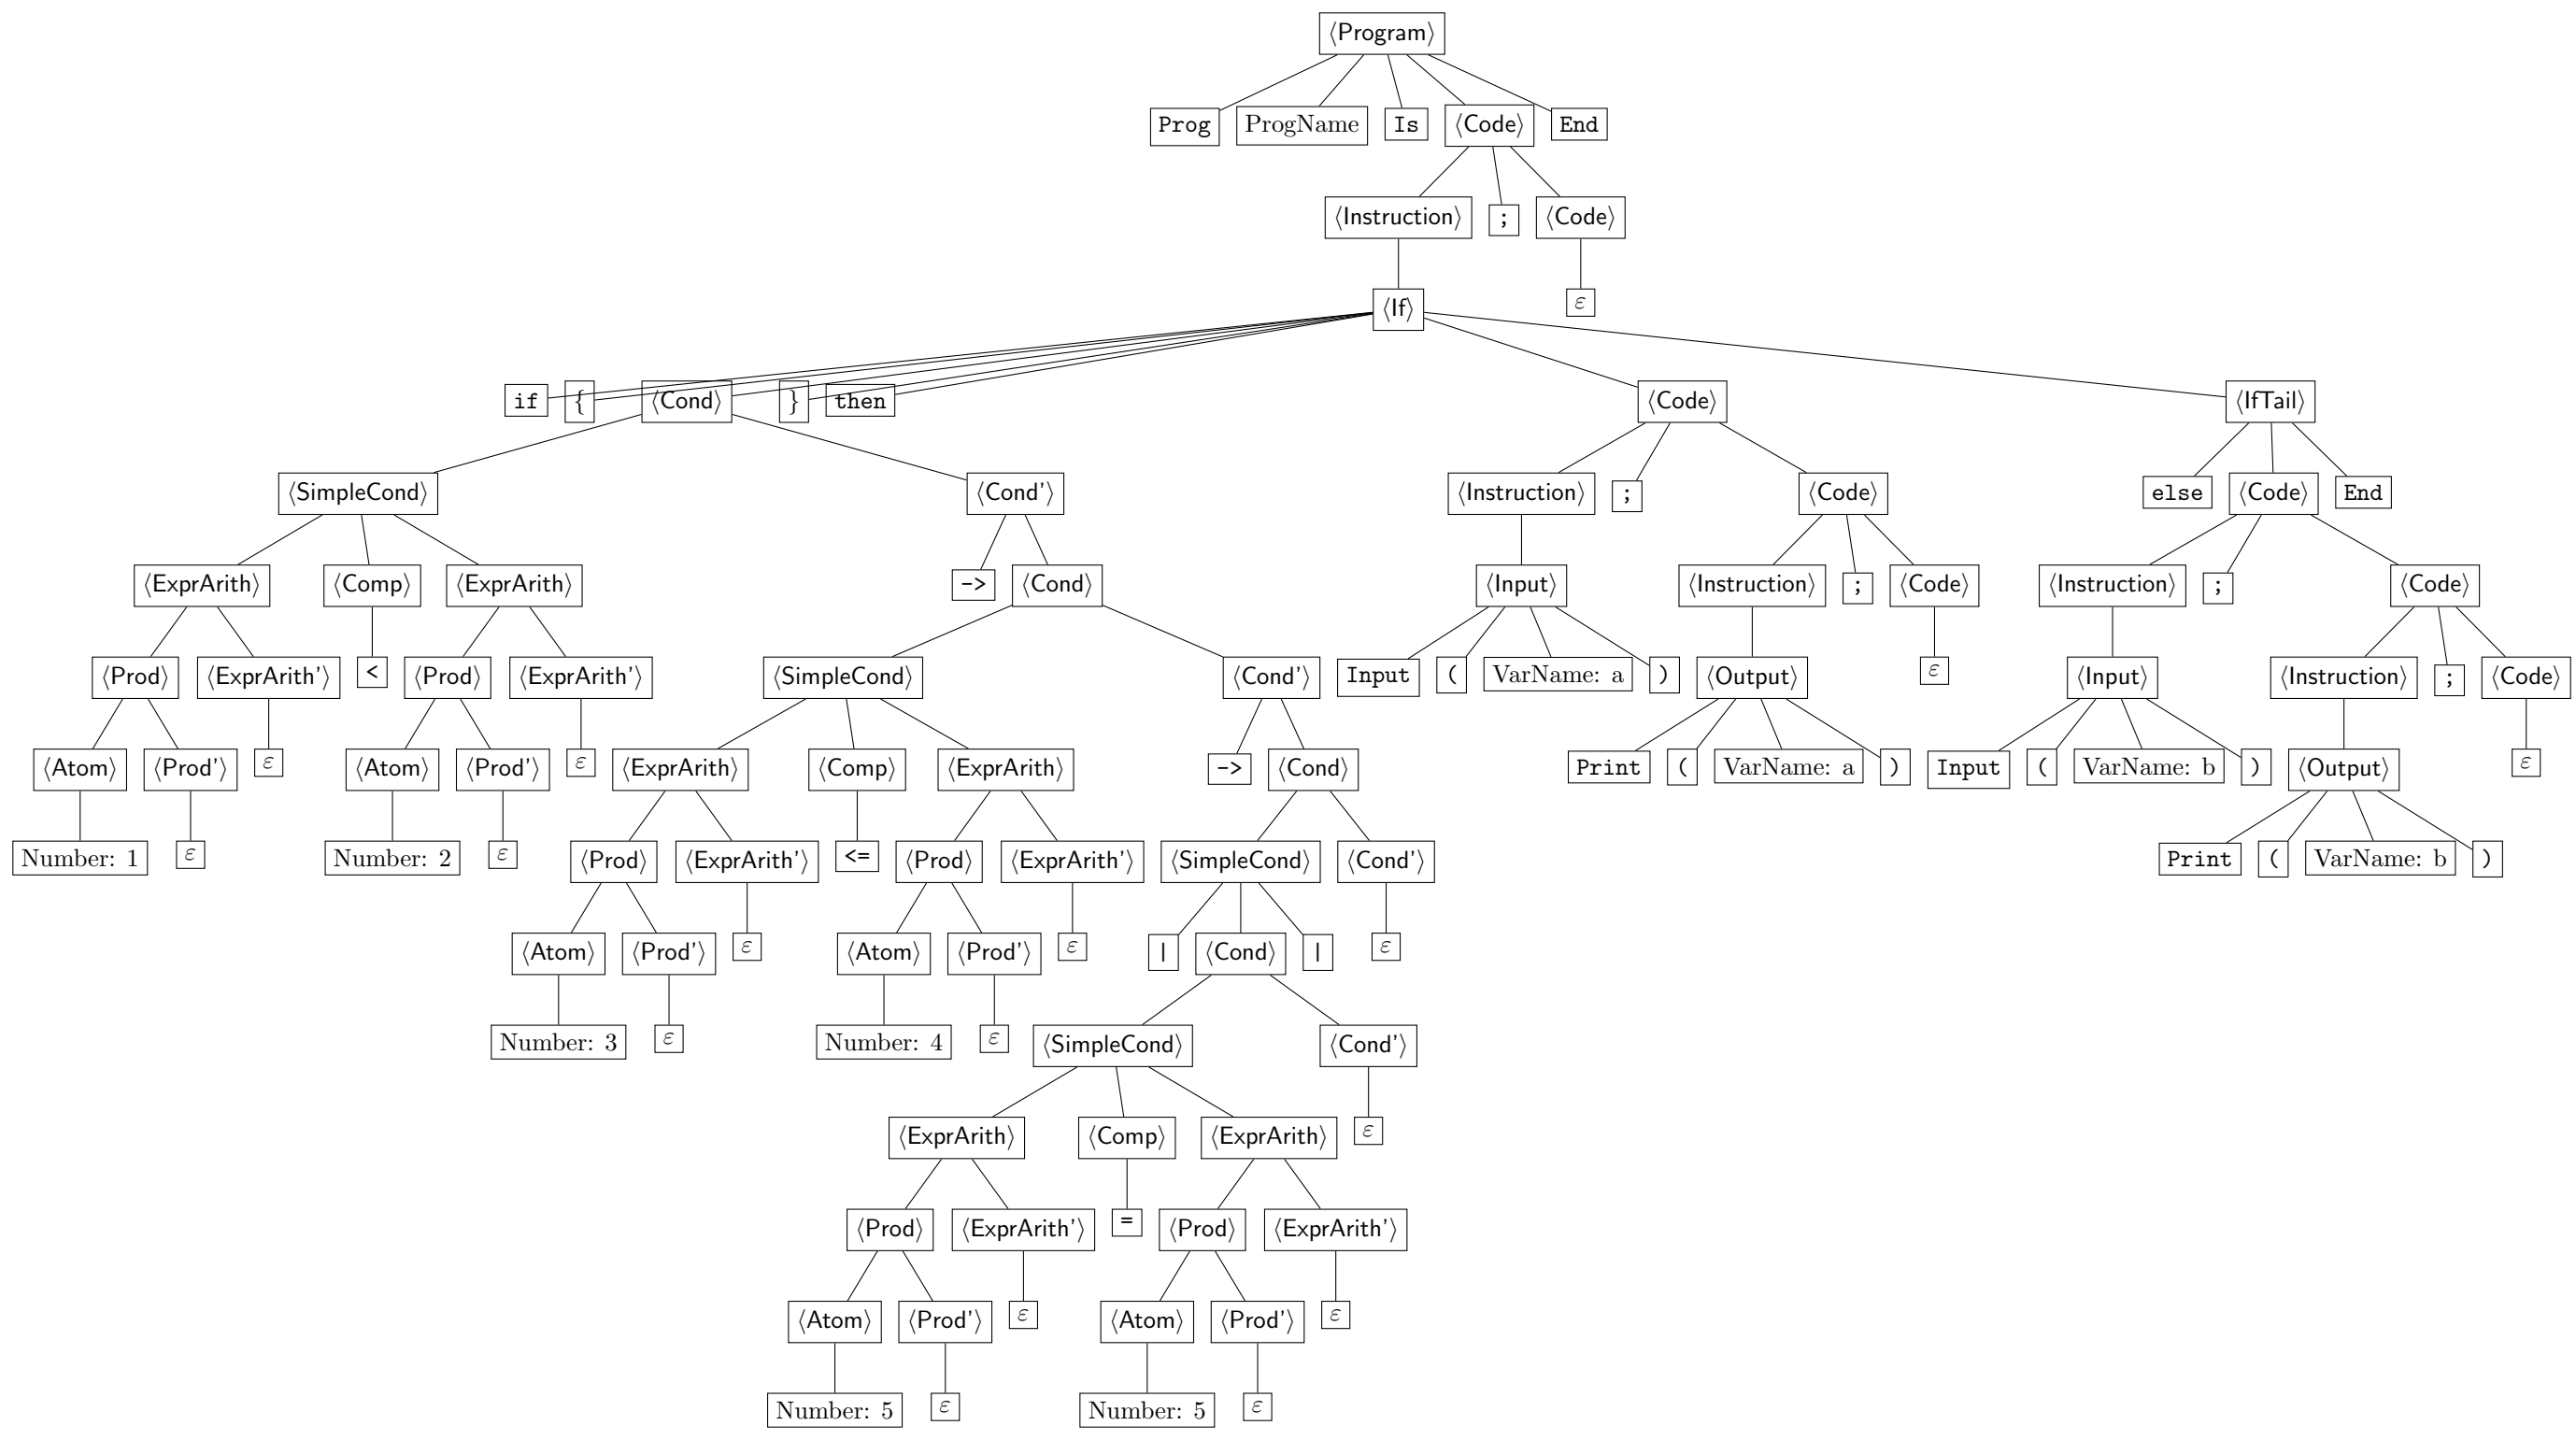 ⟨Program⟩
Prog ProgName Is ⟨Code⟩ End
⟨Instruction⟩ ; ⟨Code⟩
⟨If⟩ ε
if { ⟨Cond⟩ } then ⟨Code⟩ ⟨IfTail⟩
⟨SimpleCond⟩ ⟨Cond'⟩ ⟨Instruction⟩ ; ⟨Code⟩ else ⟨Code⟩ End
⟨ExprArith⟩ ⟨Comp⟩ ⟨ExprArith⟩ -> ⟨Cond⟩ ⟨Input⟩ ⟨Instruction⟩ ; ⟨Code⟩ ⟨Instruction⟩ ; ⟨Code⟩
⟨Prod⟩ ⟨ExprArith'⟩ < ⟨Prod⟩ ⟨ExprArith'⟩ ⟨SimpleCond⟩ ⟨Cond'⟩ Input ( VarName: a ) ⟨Output⟩ ε ⟨Input⟩ ⟨Instruction⟩ ; ⟨Code⟩
⟨Atom⟩ ⟨Prod'⟩ ε ⟨Atom⟩ ⟨Prod'⟩ ε ⟨ExprArith⟩ ⟨Comp⟩ ⟨ExprArith⟩ -> ⟨Cond⟩ Print ( VarName: a ) Input ( VarName: b ) ⟨Output⟩ ε
Number: 1 ε Number: 2 ε ⟨Prod⟩ ⟨ExprArith'⟩ <= ⟨Prod⟩ ⟨ExprArith'⟩ ⟨SimpleCond⟩ ⟨Cond'⟩ Print ( VarName: b )
⟨Atom⟩ ⟨Prod'⟩ ε ⟨Atom⟩ ⟨Prod'⟩ ε | ⟨Cond⟩ | ε
Number: 3 ε Number: 4 ε ⟨SimpleCond⟩ ⟨Cond'⟩
⟨ExprArith⟩ ⟨Comp⟩ ⟨ExprArith⟩ ε
⟨Prod⟩ ⟨ExprArith'⟩ = ⟨Prod⟩ ⟨ExprArith'⟩
⟨Atom⟩ ⟨Prod'⟩ ε ⟨Atom⟩ ⟨Prod'⟩ ε
Number: 5 ε Number: 5 ε